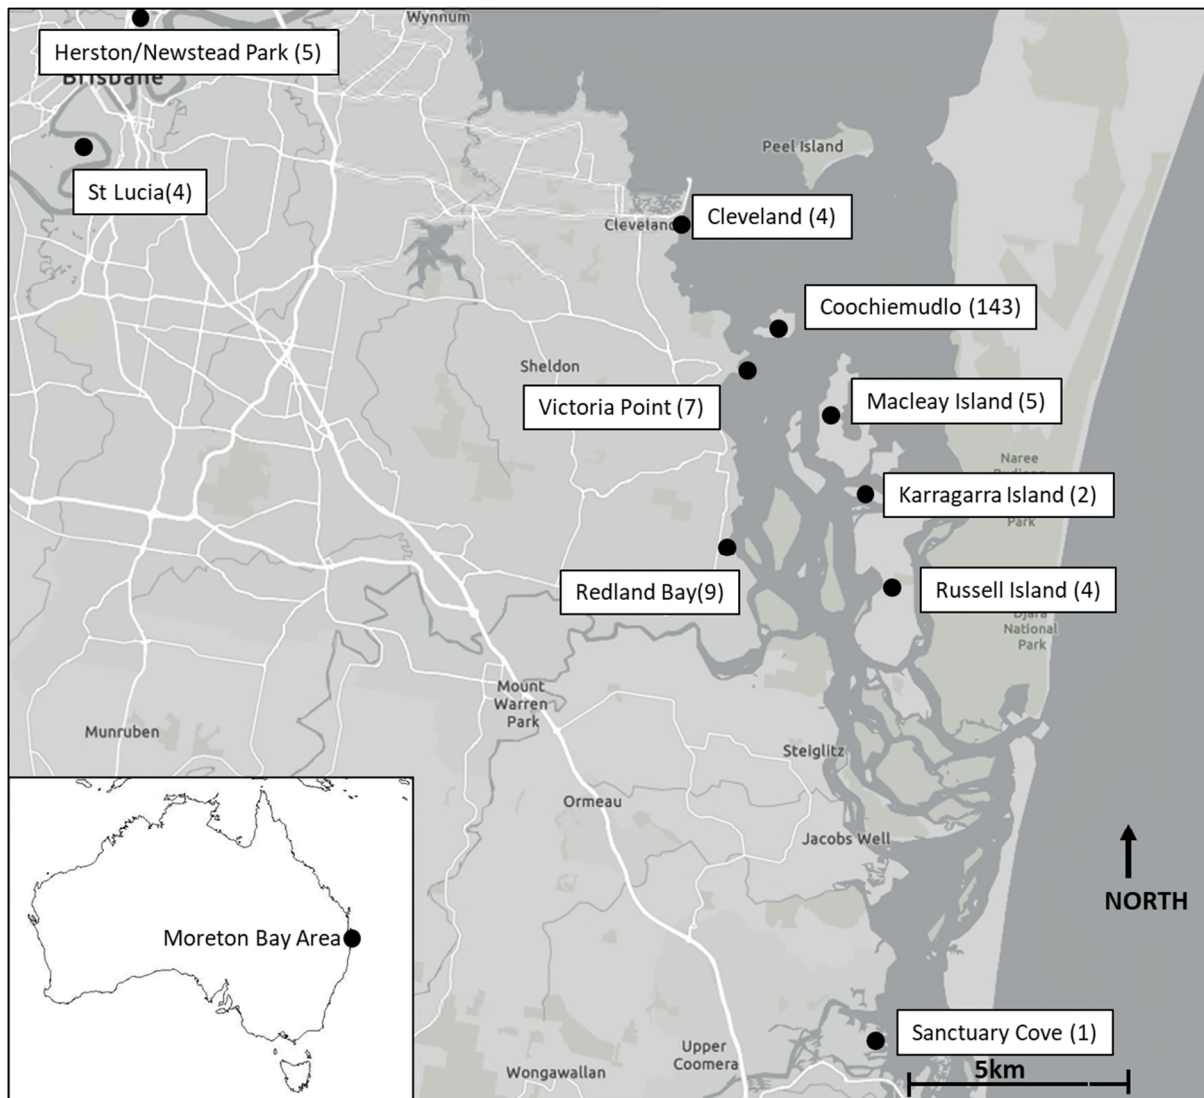 Wynnum
Herston/Newstead Park (5)
Brisbane
Peel Island
St Lucia(4)
Cleveland
Cleveland (4)
Coochiemudlo (143)
Sheldon
Victoria Point (7)
Macleay Island (5)
Naree
Karragarra Island (2)
Park
Redland Bay(9)
Russell Island (4)
Djara
National
Park
Mount
Warren
Park
Munruben
Steiglitz
Ormeau
Jacobs Well
NORTH
Moreton Bay Area
Sanctuary Cove (1)
Upper
Coomera
Wongawallan
5km